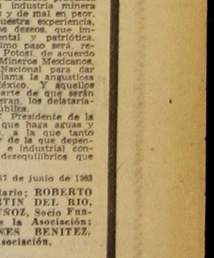 industria minera
y de mal en peor,
nuestra experiencia,
os deseos, que im-
ental y patriótica.
imo paso será, re-
Potosí, de acuerdo
Mineros Mexicanos,
Nacional para dar
lama la angustiosa
México. Y aquellos
arte de que serán
eran, los delataría-
ública.
Presidente de la
que haga aguas y
, a la que tanto
y de la que depen-
e industrial con-
desequilibrios que
17 de junio de 1963
tario; ROBERTO
RTIN DEL RIO,
UÑOZ, Socio Fun-
e la Asociación;
NES BENITEZ,
sociación.